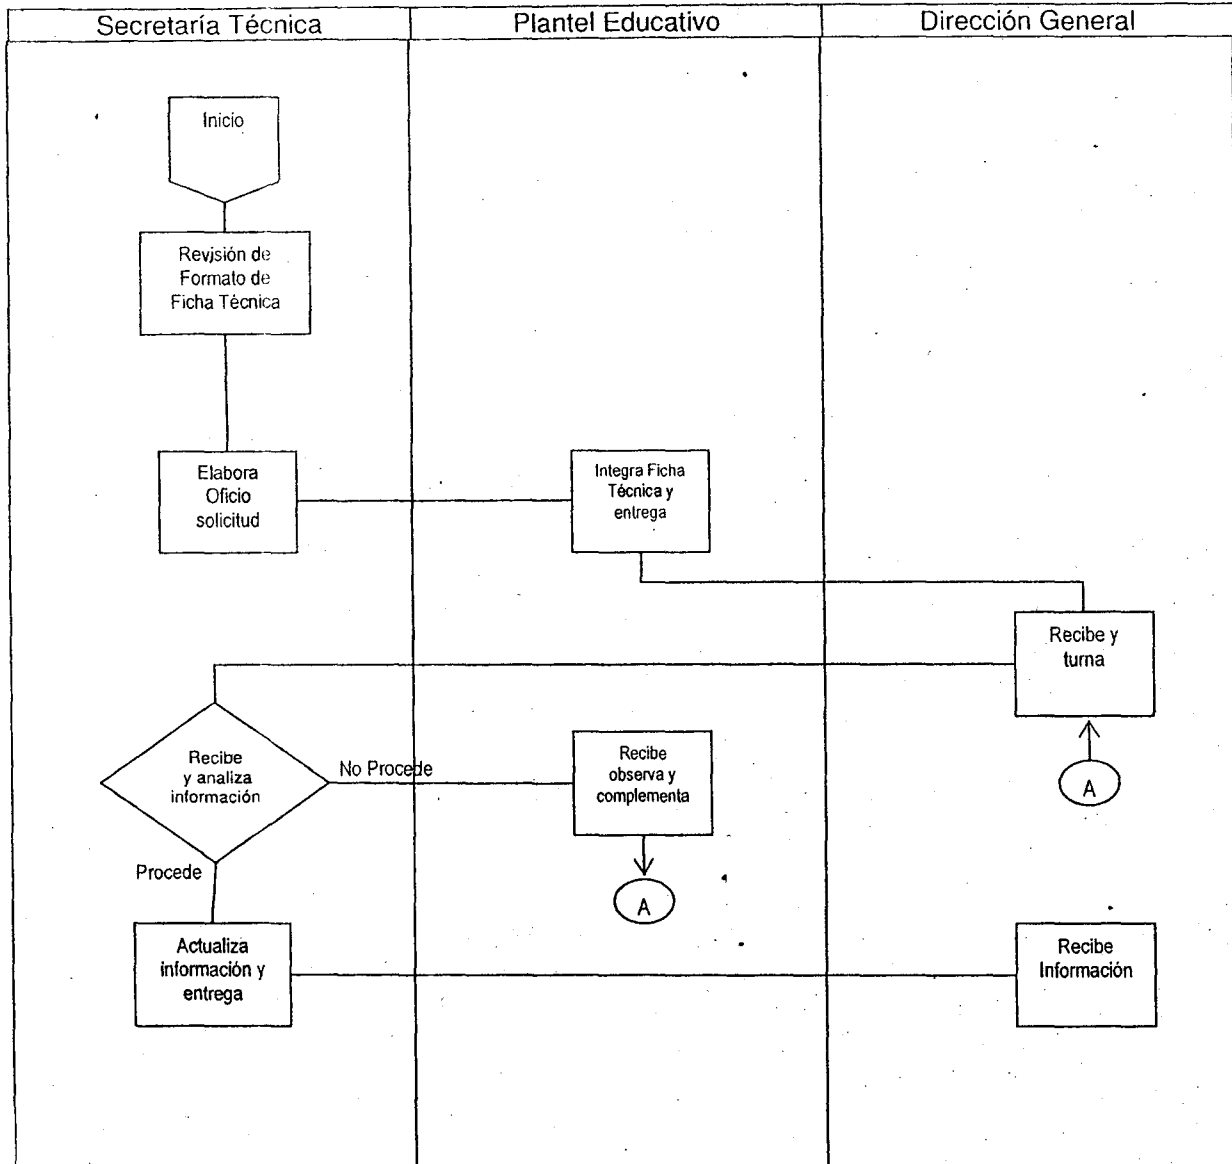 Secretaría Técnica
Plantel Educativo
Dirección General
Inicio
Revisión de
Formato de
Ficha Técnica
Elabora
Oficio
solicitud
Integra Ficha
Técnica y
entrega
Recibe y
turna
Recibe
y analiza
información
No Procede
Recibe
observa y
complementa
A
A
Procede
Actualiza
información y
entrega
Recibe
Información